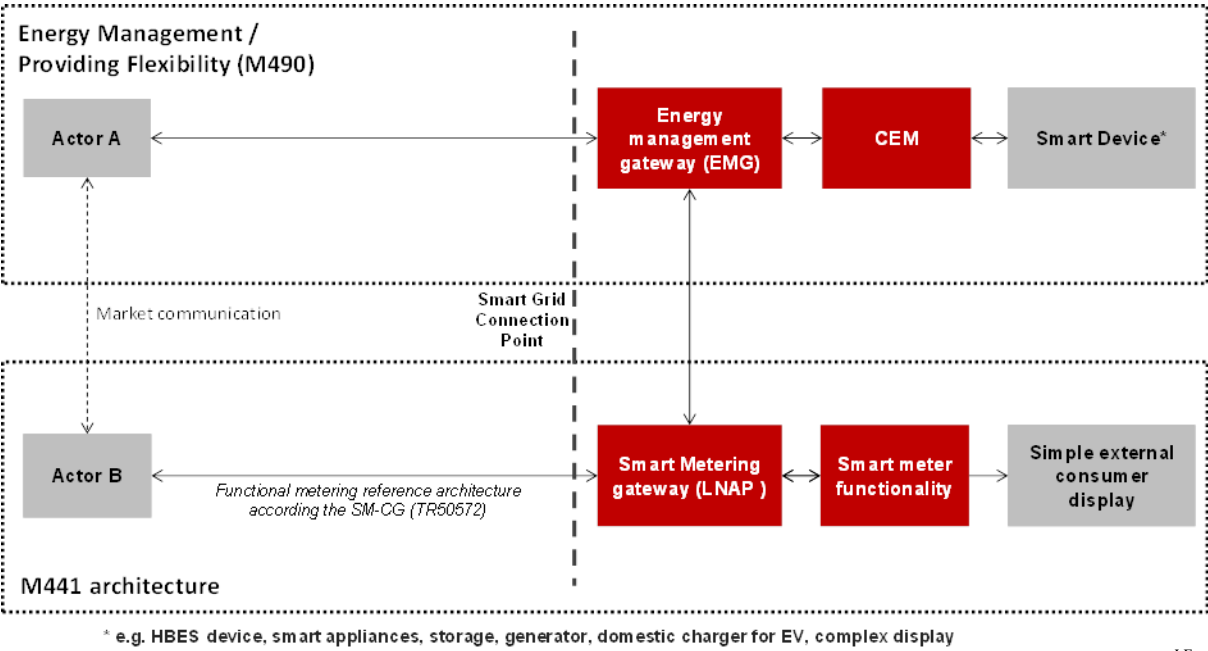 Energy Management /
Providing Flexibility (M490)
Actor A
Energy
management
gateway (EMG)
CEM
Smart Device*
Market communication
Smart Grid
Connection
Point
Actor B
Functional metering reference architecture
according the SM-CG (TR50572)
Smart Metering
gateway (LNAP )
Smart meter
functionality
Simple external
consumer
display
M441 architecture
* e.g. HBES device, smart appliances, storage, generator, domestic charger for EV, complex display